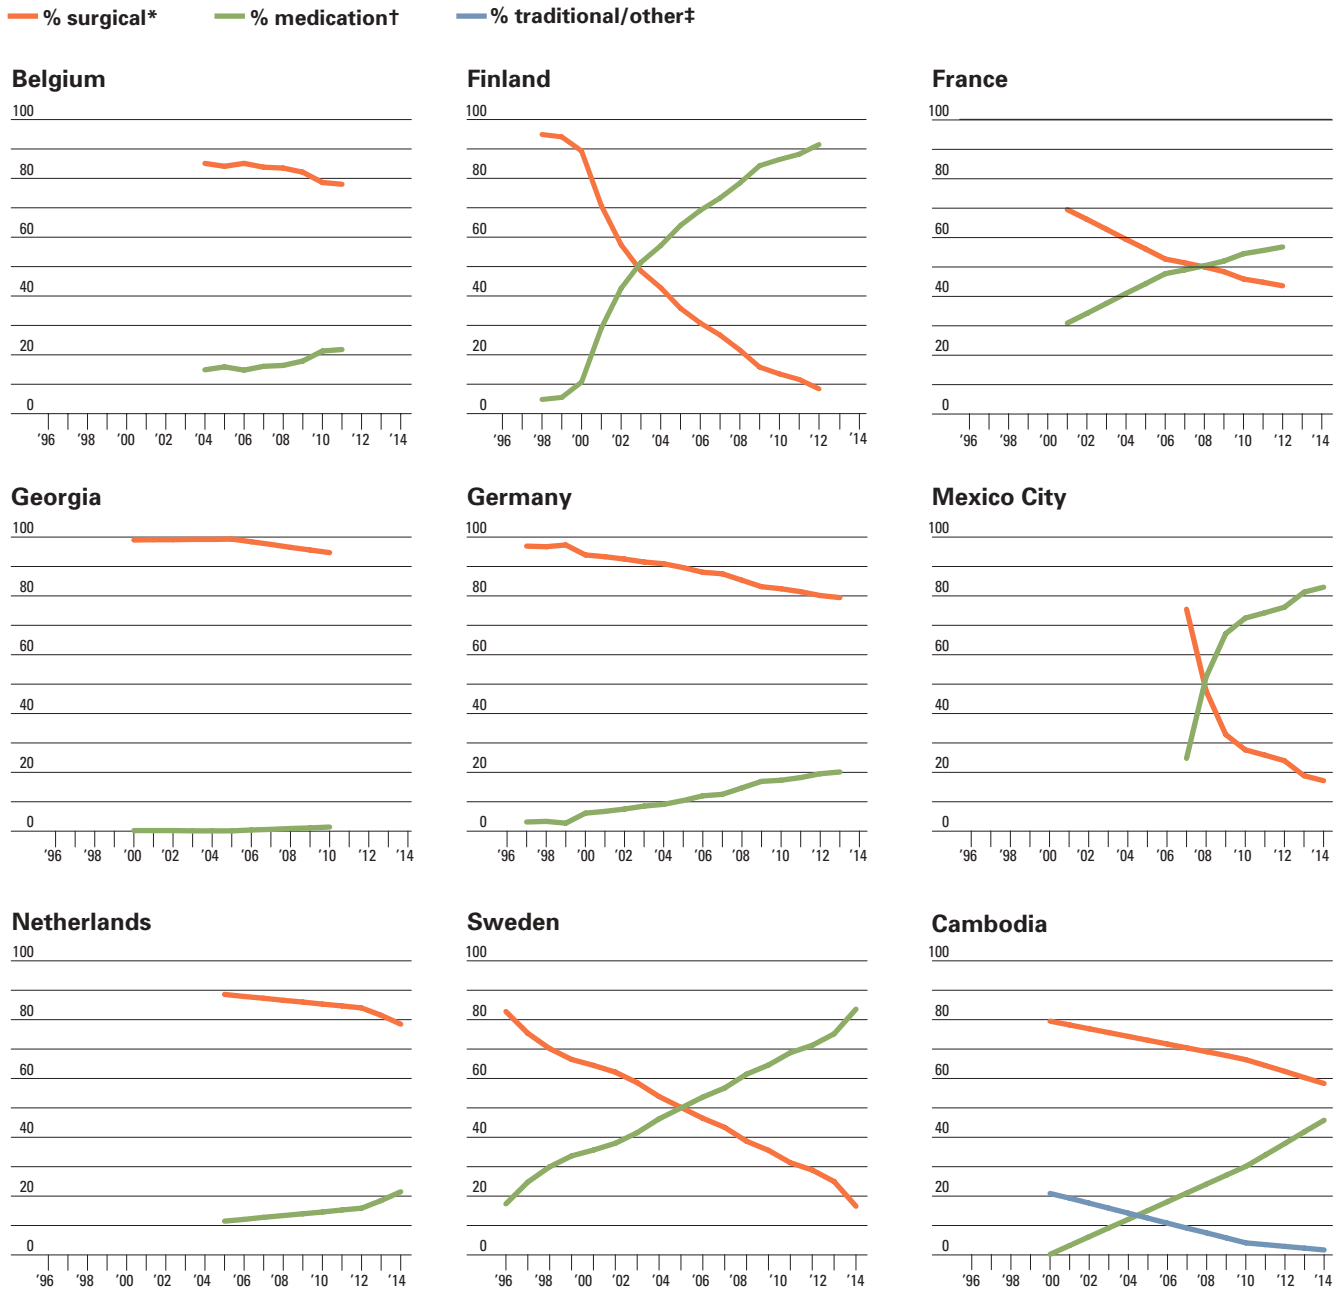 % surgical* % medication† % traditional/other‡
Belgium Finland France
100 100 100
80 80 80
60 60 60
40 40 40
20 20 20
0 0 0
’96 ’98 ’00 ’02 ’04 ’06 ’08 ’10 ’12 ’14 ’96 ’98 ’00 ’02 ’04 ’06 ’08 ’10 ’12 ’14 ’96 ’98 ’00 ’02 ’04 ’06 ’08 ’10 ’12 ’14
Georgia Germany Mexico City
100 100 100
80 80 80
60 60 60
40 40 40
20 20 20
0 0 0
’96 ’98 ’00 ’02 ’04 ’06 ’08 ’10 ’12 ’14 ’96 ’98 ’00 ’02 ’04 ’06 ’08 ’10 ’12 ’14 ’96 ’98 ’00 ’02 ’04 ’06 ’08 ’10 ’12 ’14
Netherlands Sweden Cambodia
100 100 100
80 80 80
60 60 60
40 40 40
20 20 20
0 0 0
’96 ’98 ’00 ’02 ’04 ’06 ’08 ’10 ’12 ’14 ’96 ’98 ’00 ’02 ’04 ’06 ’08 ’10 ’12 ’14 ’96 ’98 ’00 ’02 ’04 ’06 ’08 ’10 ’12 ’14